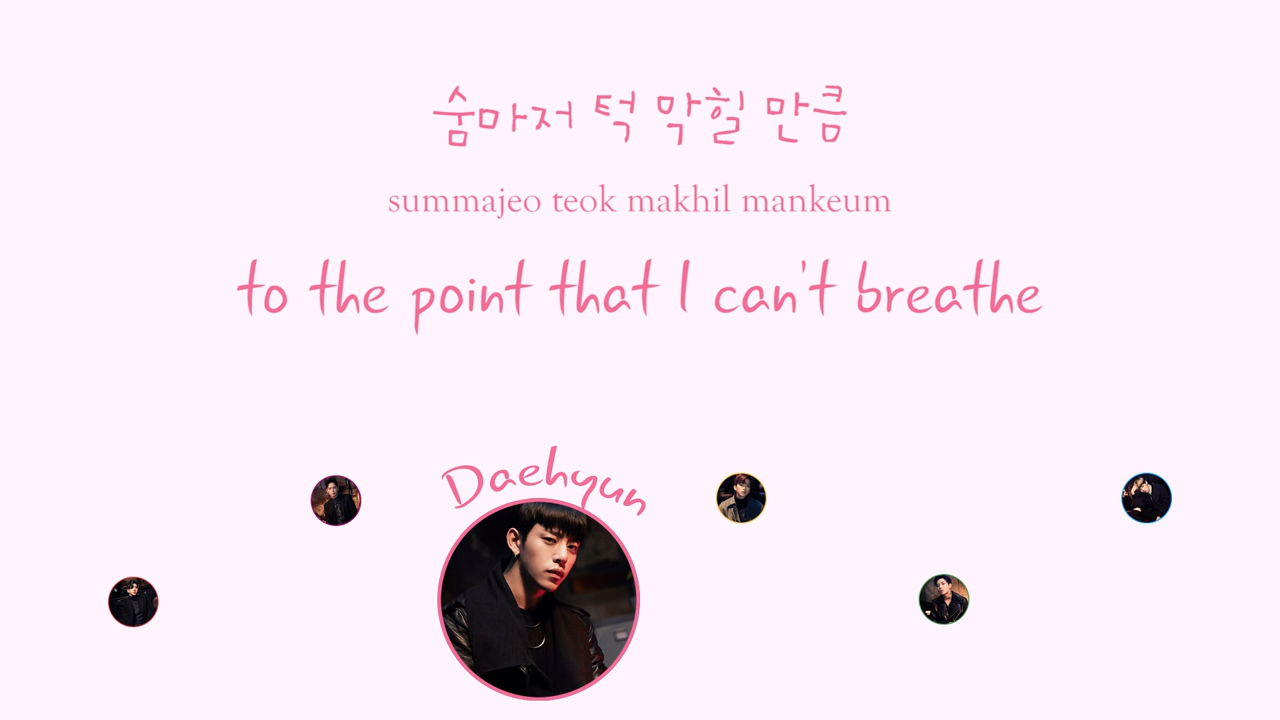 숨마저 턱 막힐 만큼
summajeo teok makhil mankeum
to the point that I can't breathe
Daehyun